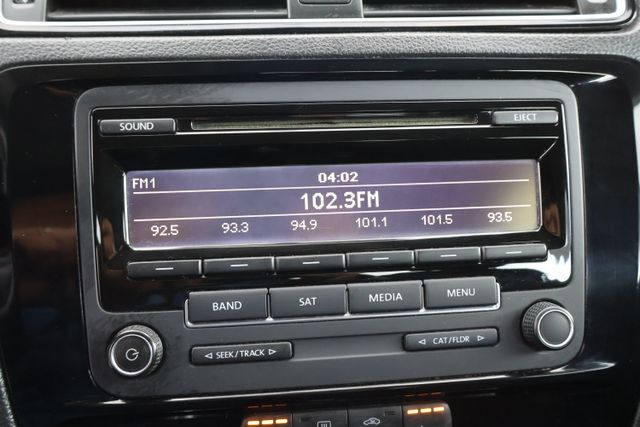 SOUND EJECT
FM1 04:02
102.3FM
92.5 93.3 94.9 101.1 101.5 93.5
BAND SAT MEDIA MENU
◁ SEEK/TRACK ▷ ◁ CAT/FLDR ▷